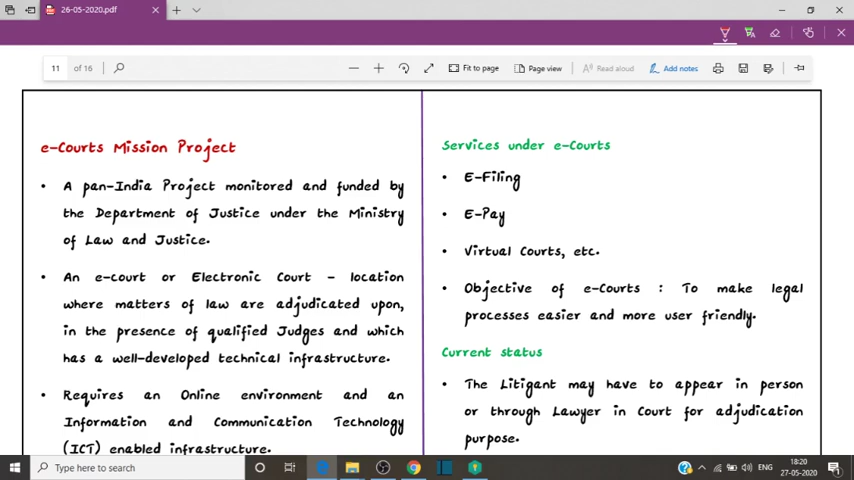 26-05-2020.pdf
11 of 16
Fit to page
Page view
Read aloud
Add notes
e-Courts Mission Project
• A pan-India Project monitored and funded by
the Department of Justice under the Ministry
of Law and Justice.
• An e-court or Electronic Court - location
where matters of law are adjudicated upon,
in the presence of qualified Judges and which
has a well-developed technical infrastructure.
• Requires an Online environment and an
Information and Communication Technology
(ICT) enabled infrastructure.
Services under e-Courts
• E-Filing
• E-Pay
• Virtual Courts, etc.
• Objective of e-Courts : To make legal
processes easier and more user friendly.
Current status
• The Litigant may have to appear in person
or through Lawyer in Court for adjudication
purpose.
Type here to search
ENG
18:20
27-05-2020